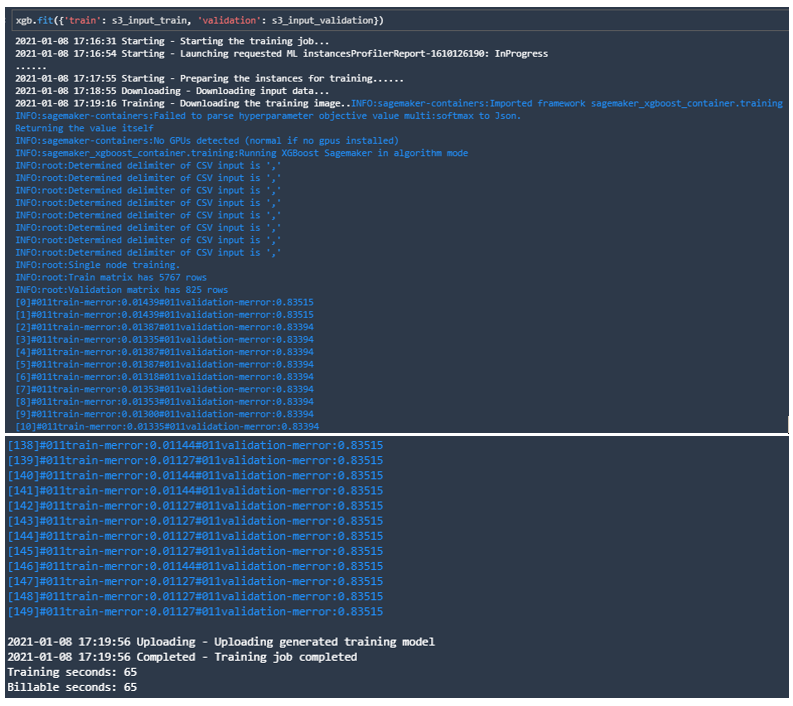 xgb.fit({'train': s3_input_train, 'validation': s3_input_validation})
2021-01-08 17:16:31 Starting - Starting the training job...
2021-01-08 17:16:54 Starting - Launching requested ML instancesProfilerReport-1610126190: InProgress
......
2021-01-08 17:17:55 Starting - Preparing the instances for training......
2021-01-08 17:18:55 Downloading - Downloading input data...
2021-01-08 17:19:16 Training - Downloading the training image..INFO:sagemaker-containers:Imported framework sagemaker_xgboost_container.training
INFO:sagemaker-containers:Failed to parse hyperparameter objective value multi:softmax to Json.
Returning the value itself
INFO:sagemaker-containers:No GPUs detected (normal if no gpus installed)
INFO:sagemaker_xgboost_container.training:Running XGBoost Sagemaker in algorithm mode
INFO:root:Determined delimiter of CSV input is ','
INFO:root:Determined delimiter of CSV input is ','
INFO:root:Determined delimiter of CSV input is ','
INFO:root:Determined delimiter of CSV input is ','
INFO:root:Determined delimiter of CSV input is ','
INFO:root:Determined delimiter of CSV input is ','
INFO:root:Determined delimiter of CSV input is ','
INFO:root:Determined delimiter of CSV input is ','
INFO:root:Single node training.
INFO:root:Train matrix has 5767 rows
INFO:root:Validation matrix has 825 rows
[0]#011train-merror:0.01439#011validation-merror:0.83515
[1]#011train-merror:0.01439#011validation-merror:0.83515
[2]#011train-merror:0.01387#011validation-merror:0.83394
[3]#011train-merror:0.01335#011validation-merror:0.83394
[4]#011train-merror:0.01387#011validation-merror:0.83394
[5]#011train-merror:0.01387#011validation-merror:0.83394
[6]#011train-merror:0.01318#011validation-merror:0.83394
[7]#011train-merror:0.01353#011validation-merror:0.83394
[8]#011train-merror:0.01353#011validation-merror:0.83394
[9]#011train-merror:0.01300#011validation-merror:0.83394
[10]#011train-merror:0.01335#011validation-merror:0.83394
[138]#011train-merror:0.01144#011validation-merror:0.83515
[139]#011train-merror:0.01127#011validation-merror:0.83515
[140]#011train-merror:0.01144#011validation-merror:0.83515
[141]#011train-merror:0.01144#011validation-merror:0.83515
[142]#011train-merror:0.01127#011validation-merror:0.83515
[143]#011train-merror:0.01127#011validation-merror:0.83515
[144]#011train-merror:0.01127#011validation-merror:0.83515
[145]#011train-merror:0.01127#011validation-merror:0.83515
[146]#011train-merror:0.01144#011validation-merror:0.83515
[147]#011train-merror:0.01127#011validation-merror:0.83515
[148]#011train-merror:0.01127#011validation-merror:0.83515
[149]#011train-merror:0.01127#011validation-merror:0.83515
2021-01-08 17:19:56 Uploading - Uploading generated training model
2021-01-08 17:19:56 Completed - Training job completed
Training seconds: 65
Billable seconds: 65